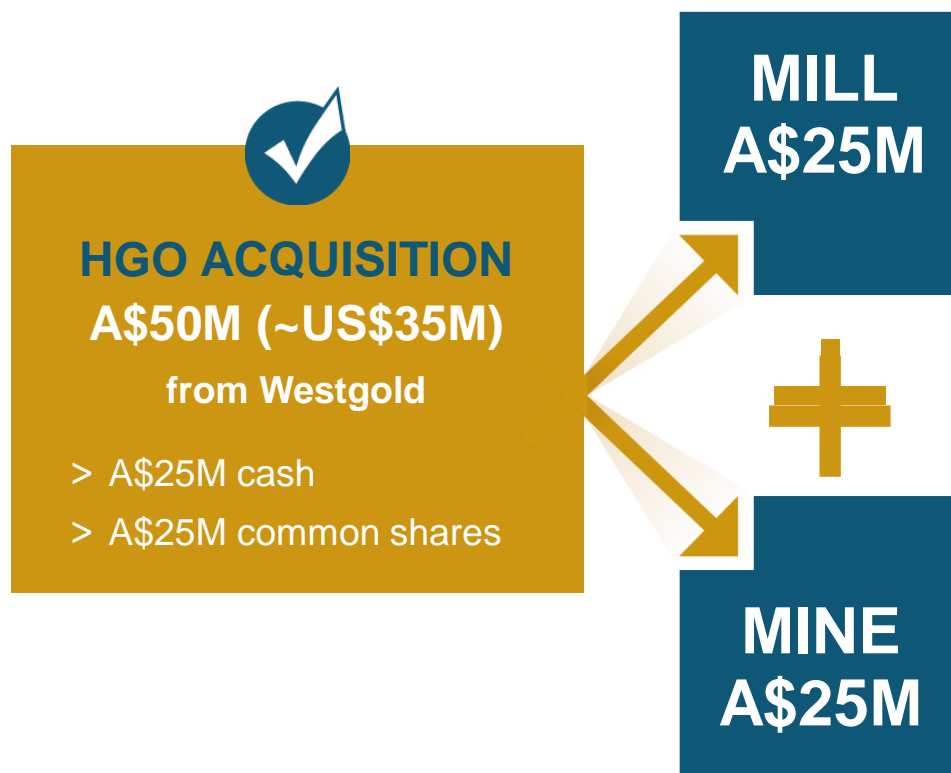 HGO ACQUISITION
A$50M (~US$35M)
from Westgold
> A$25M cash
> A$25M common shares
MILL
A$25M
MINE
A$25M